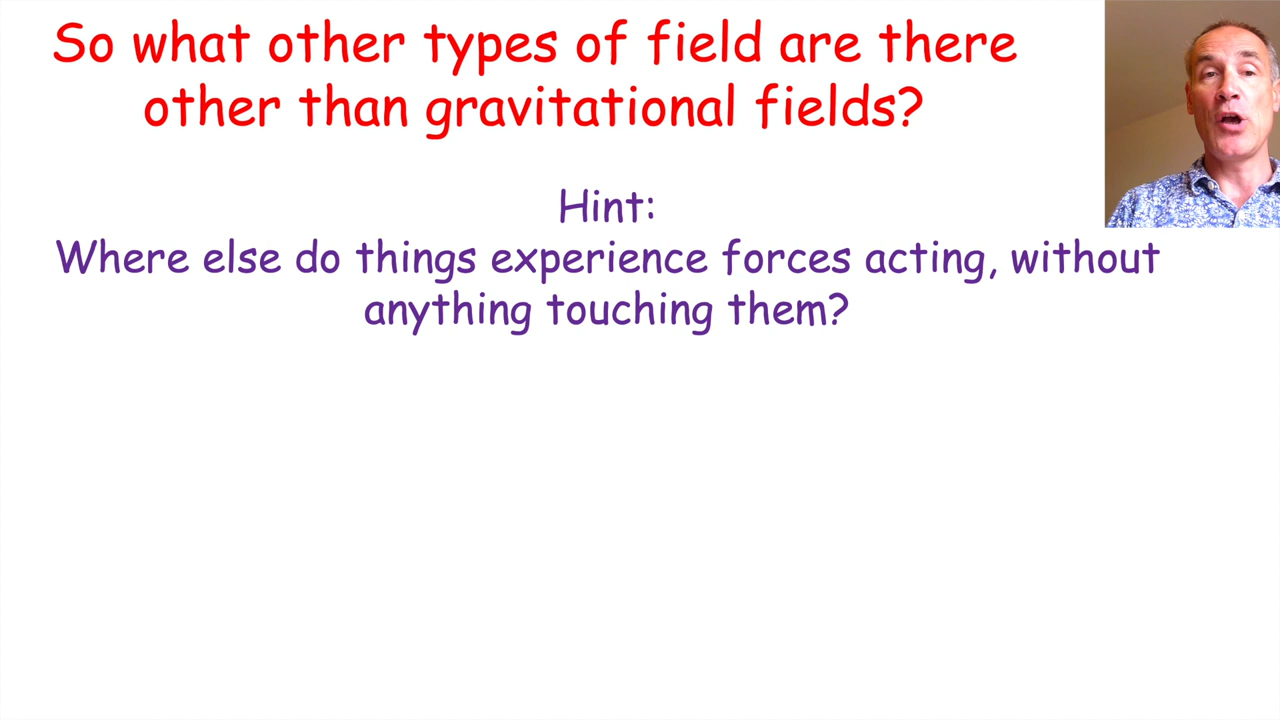 So what other types of field are there
other than gravitational fields?
Hint:
Where else do things experience forces acting, without
anything touching them?